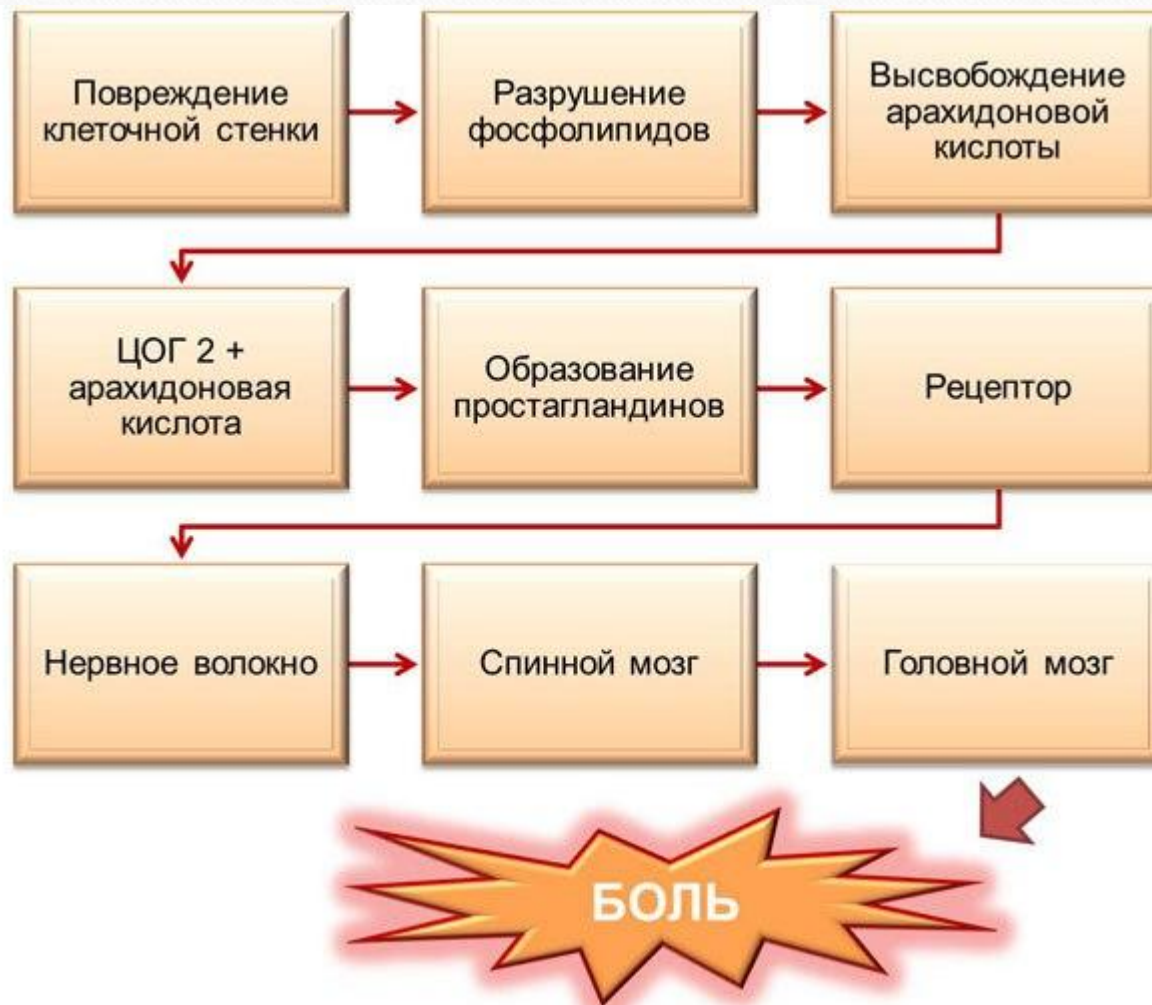 Повреждение
клеточной стенки
Разрушение
фосфолипидов
Высвобождение
арахидоновой
кислоты
ЦОГ 2 +
арахидоновая
кислота
Образование
простагландинов
Рецептор
Нервное волокно
Спинной мозг
Головной мозг
БОЛЬ